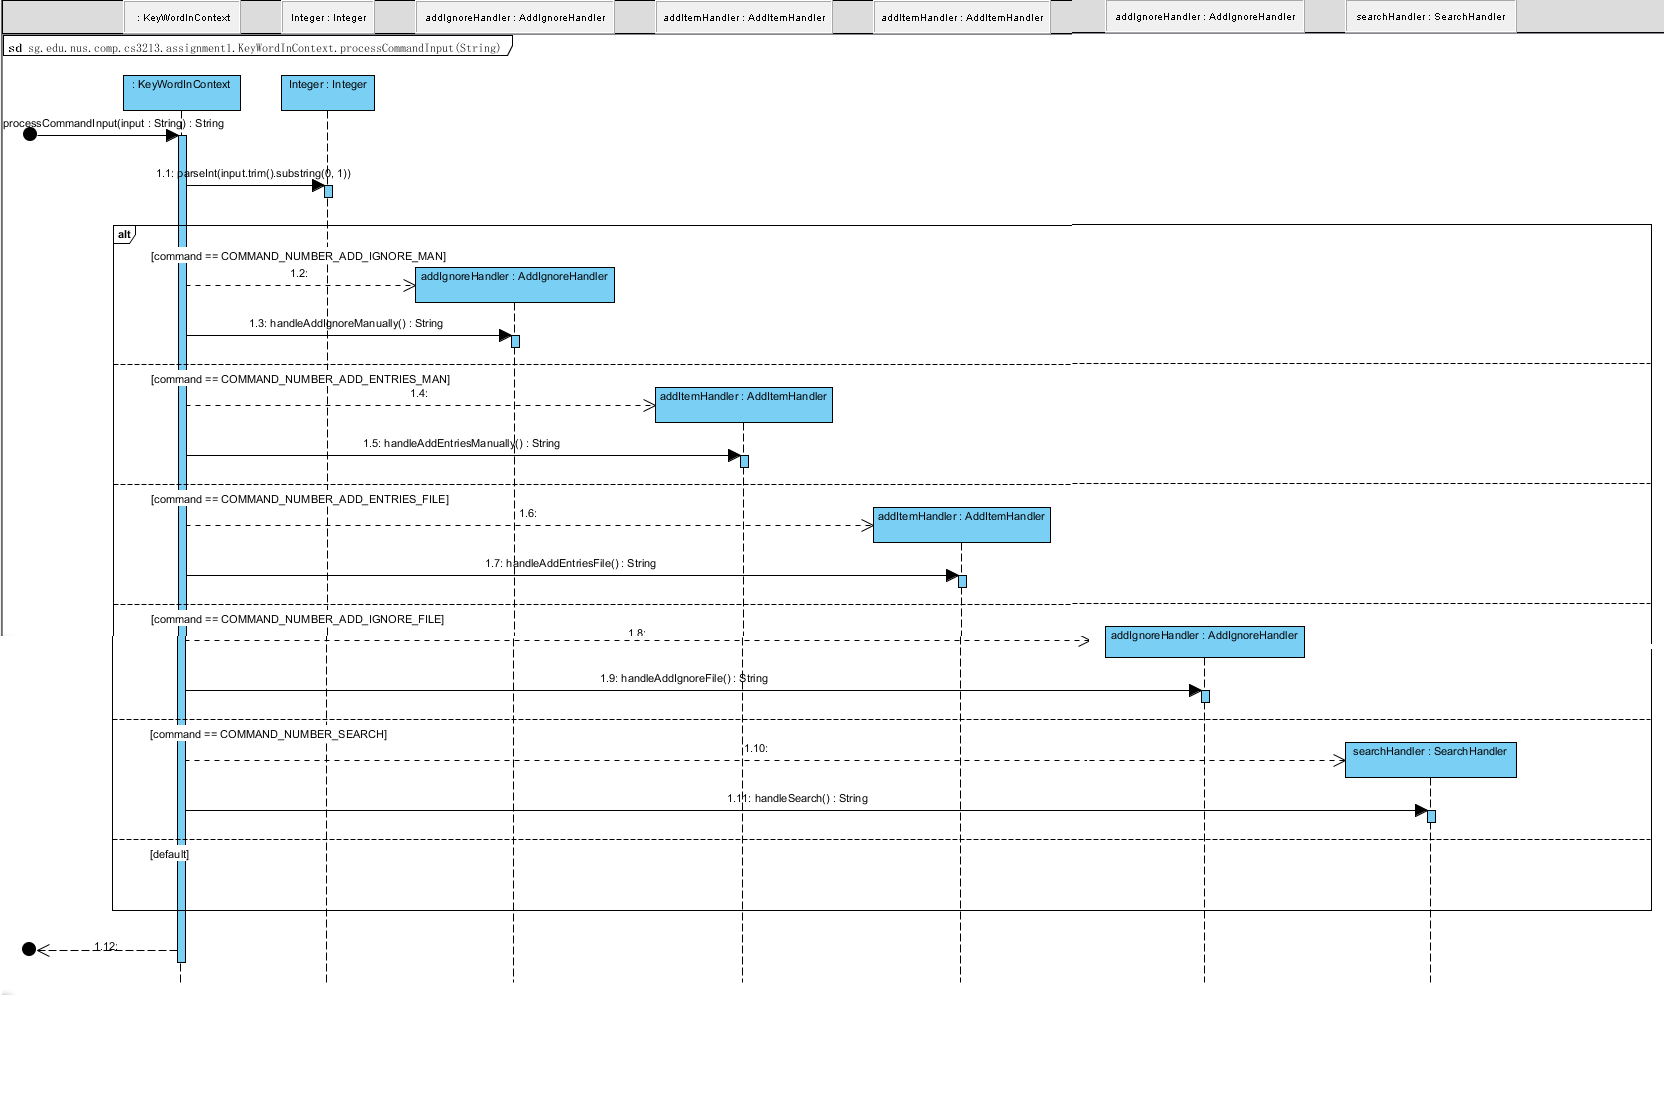 : KeyWordInContext
Integer : Integer
addIgnoreHandler : AddIgnoreHandler
addItemHandler : AddItemHandler
addItemHandler : AddItemHandler
addIgnoreHandler : AddIgnoreHandler
searchHandler : SearchHandler
sd sg.edu.nus.comp.cs3213.assignment1.KeyWordInContext.processCommandInput(String)
: KeyWordInContext
Integer : Integer
processCommandInput(input : String) : String
1.1: parseInt(input.trim().substring(0, 1))
alt
[command == COMMAND_NUMBER_ADD_IGNORE_MAN]
1.2:
addIgnoreHandler : AddIgnoreHandler
1.3: handleAddIgnoreManually() : String
[command == COMMAND_NUMBER_ADD_ENTRIES_MAN]
1.4:
addItemHandler : AddItemHandler
1.5: handleAddEntriesManually() : String
[command == COMMAND_NUMBER_ADD_ENTRIES_FILE]
1.6:
addItemHandler : AddItemHandler
1.7: handleAddEntriesFile() : String
[command == COMMAND_NUMBER_ADD_IGNORE_FILE]
1.8:
addIgnoreHandler : AddIgnoreHandler
1.9: handleAddIgnoreFile() : String
[command == COMMAND_NUMBER_SEARCH]
1.10:
searchHandler : SearchHandler
1.11: handleSearch() : String
[default]
1.12: